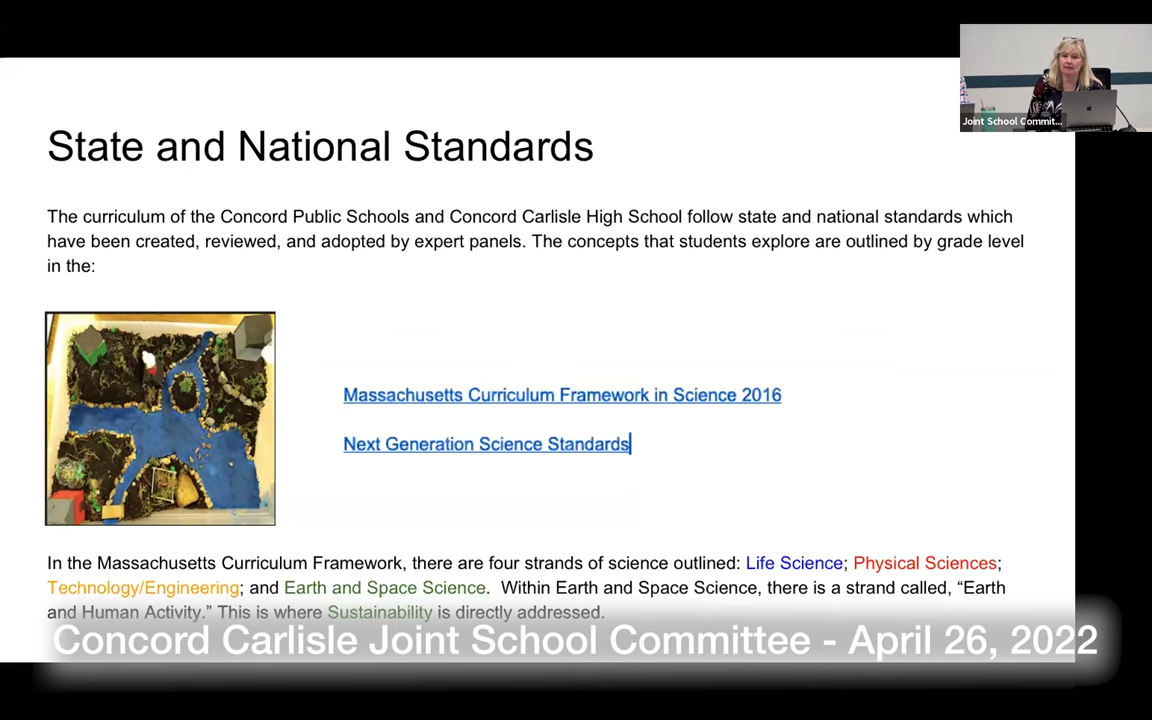 Joint School Commit...
State and National Standards
The curriculum of the Concord Public Schools and Concord Carlisle High School follow state and national standards which
have been created, reviewed, and adopted by expert panels. The concepts that students explore are outlined by grade level
in the:
Massachusetts Curriculum Framework in Science 2016
Next Generation Science Standards
In the Massachusetts Curriculum Framework, there are four strands of science outlined: Life Science; Physical Sciences;
Technology/Engineering; and Earth and Space Science. Within Earth and Space Science, there is a strand called, “Earth
and Human Activity.” This is where Sustainability is directly addressed.
Concord Carlisle Joint School Committee - April 26, 2022